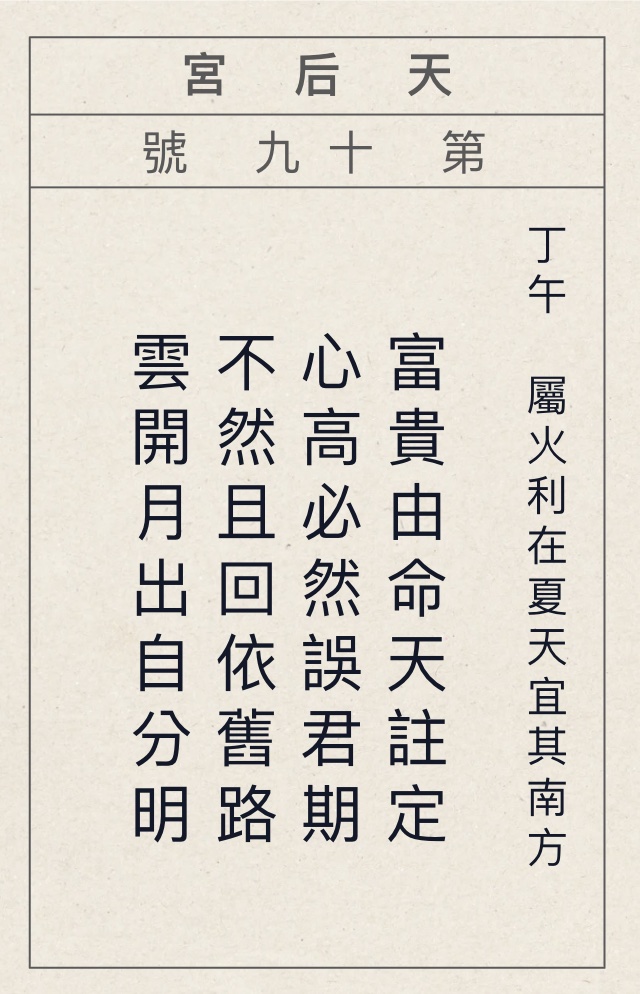 天后宮
第十九號
丁午 屬火利在夏天宜其南方
富貴由命天註定
心高必然誤君期
不然且回依舊路
雲開月出自分明